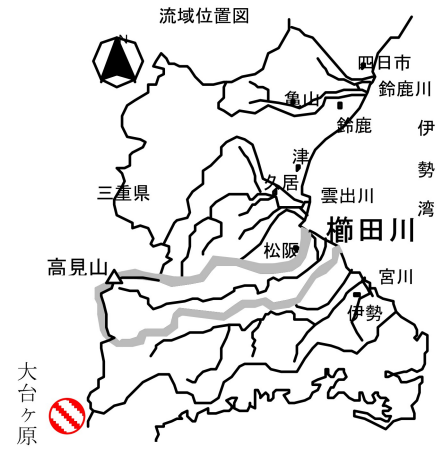 流域位置図
N
四日市
鈴鹿川
亀山
鈴鹿
伊勢湾
津
久居
三重県
雲出川
櫛田川
松阪
高見山
宮川
伊勢
大台ヶ原